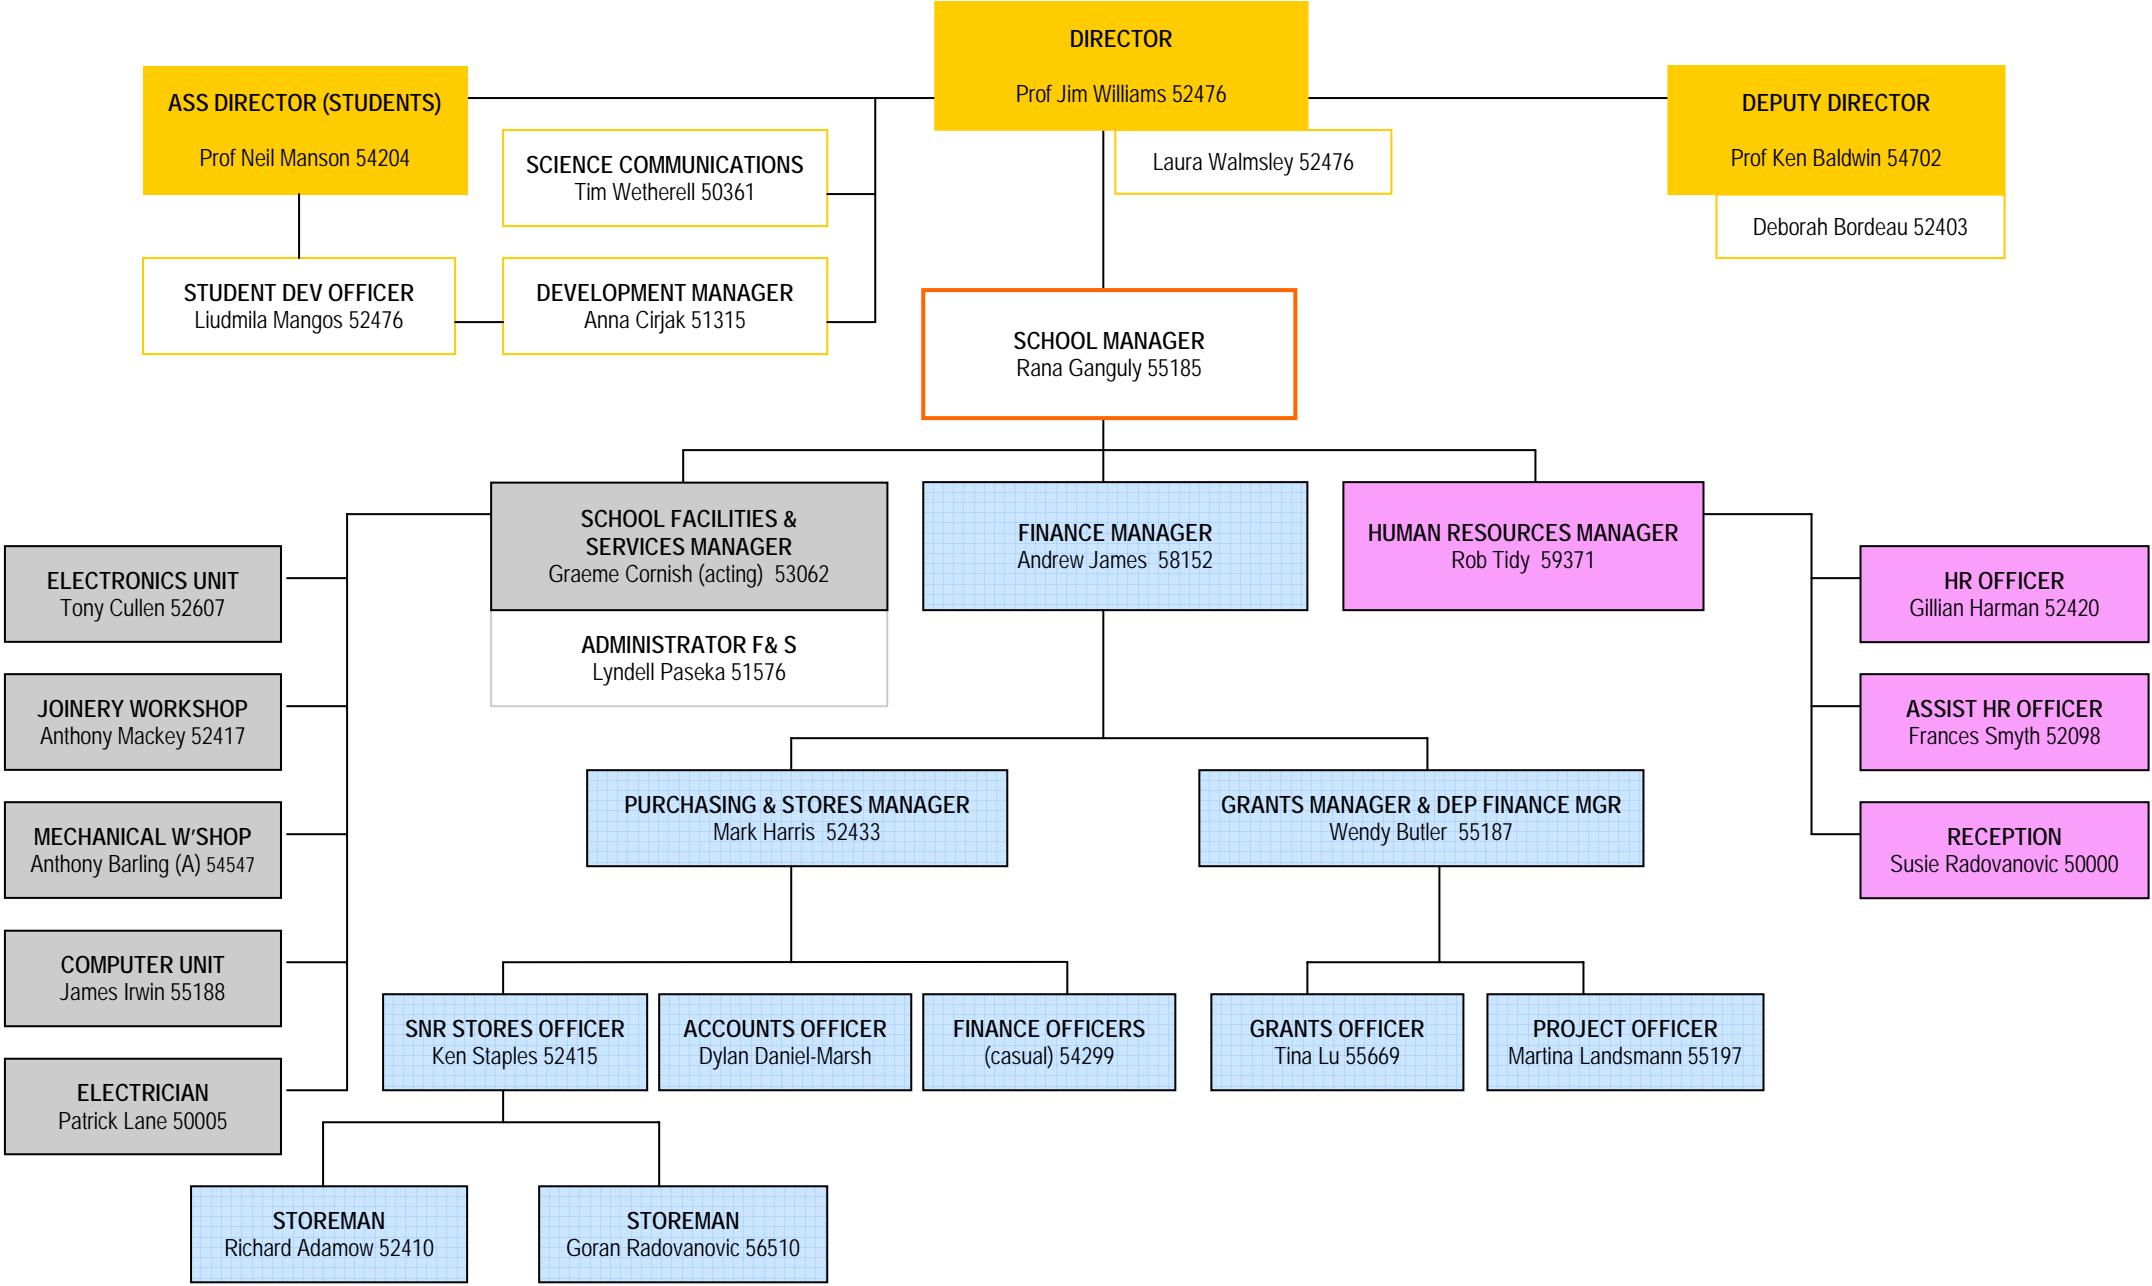 DIRECTOR
Prof Jim Williams 52476
ASS DIRECTOR (STUDENTS)
Prof Neil Manson 54204
DEPUTY DIRECTOR
Prof Ken Baldwin 54702
SCIENCE COMMUNICATIONS
Tim Wetherell 50361
Laura Walmsley 52476
Deborah Bordeau 52403
STUDENT DEV OFFICER
Liudmila Mangos 52476
DEVELOPMENT MANAGER
Anna Cirjak 51315
SCHOOL MANAGER
Rana Ganguly 55185
SCHOOL FACILITIES &
SERVICES MANAGER
Graeme Cornish (acting)  53062
ADMINISTRATOR F& S
Lyndell Paseka 51576
FINANCE MANAGER
Andrew James  58152
HUMAN RESOURCES MANAGER
Rob Tidy  59371
ELECTRONICS UNIT
Tony Cullen 52607
JOINERY WORKSHOP
Anthony Mackey 52417
MECHANICAL W'SHOP
Anthony Barling (A) 54547
COMPUTER UNIT
James Irwin 55188
ELECTRICIAN
Patrick Lane 50005
HR OFFICER
Gillian Harman 52420
ASSIST HR OFFICER
Frances Smyth 52098
RECEPTION
Susie Radovanovic 50000
PURCHASING & STORES MANAGER
Mark Harris  52433
GRANTS MANAGER & DEP FINANCE MGR
Wendy Butler  55187
SNR STORES OFFICER
Ken Staples 52415
ACCOUNTS OFFICER
Dylan Daniel-Marsh
FINANCE OFFICERS
(casual) 54299
GRANTS OFFICER
Tina Lu 55669
PROJECT OFFICER
Martina Landsmann 55197
STOREMAN
Richard Adamow 52410
STOREMAN
Goran Radovanovic 56510